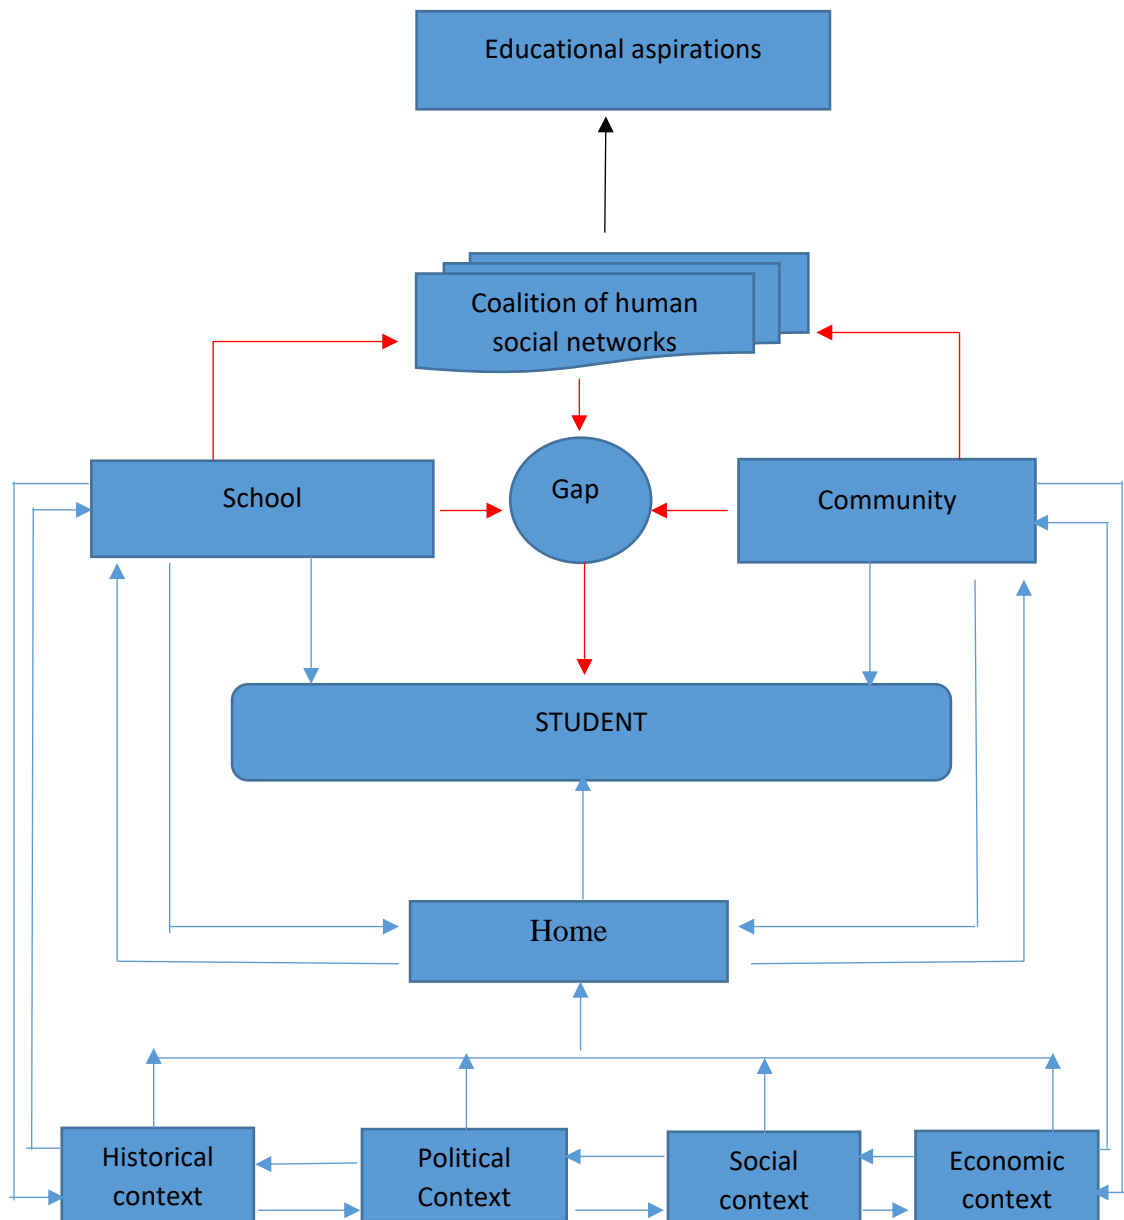 Educational aspirations
Coalition of human
social networks
School
Gap
Community
STUDENT
Home
Historical
context
Political
Context
Social
context
Economic
context